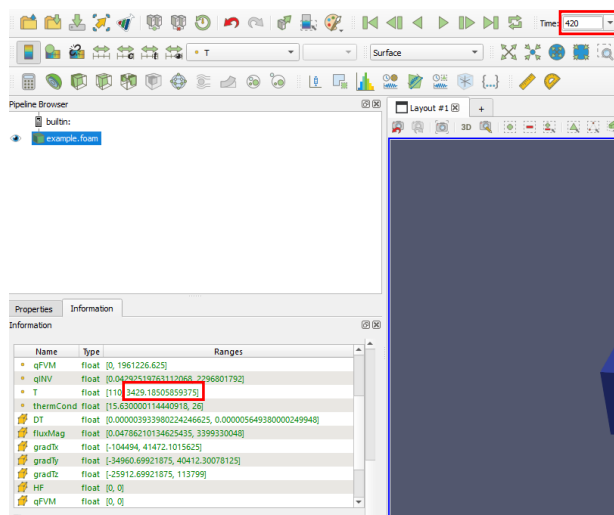 Time: 420
T
Surface
Pipeline Browser
Layout #1
+
builtin:
3D
example.foam
Properties
Information
Information
Name Type Ranges
qFVM float [0, 1961226.625]
qINV float [0.04292519763112068, 2296801792]
T float [110, 3429.18505859375]
thermCond float [15.630000114440918, 26]
DT float [0.000003933980224246625, 0.000005649380000249948]
fluxMag float [0.04786210134625435, 3399330048]
gradTx float [-104494, 41472.1015625]
gradTy float [-34960.69921875, 40412.30078125]
gradTz float [-25912.69921875, 113799]
HF float [0, 0]
qFVM float [0, 0]